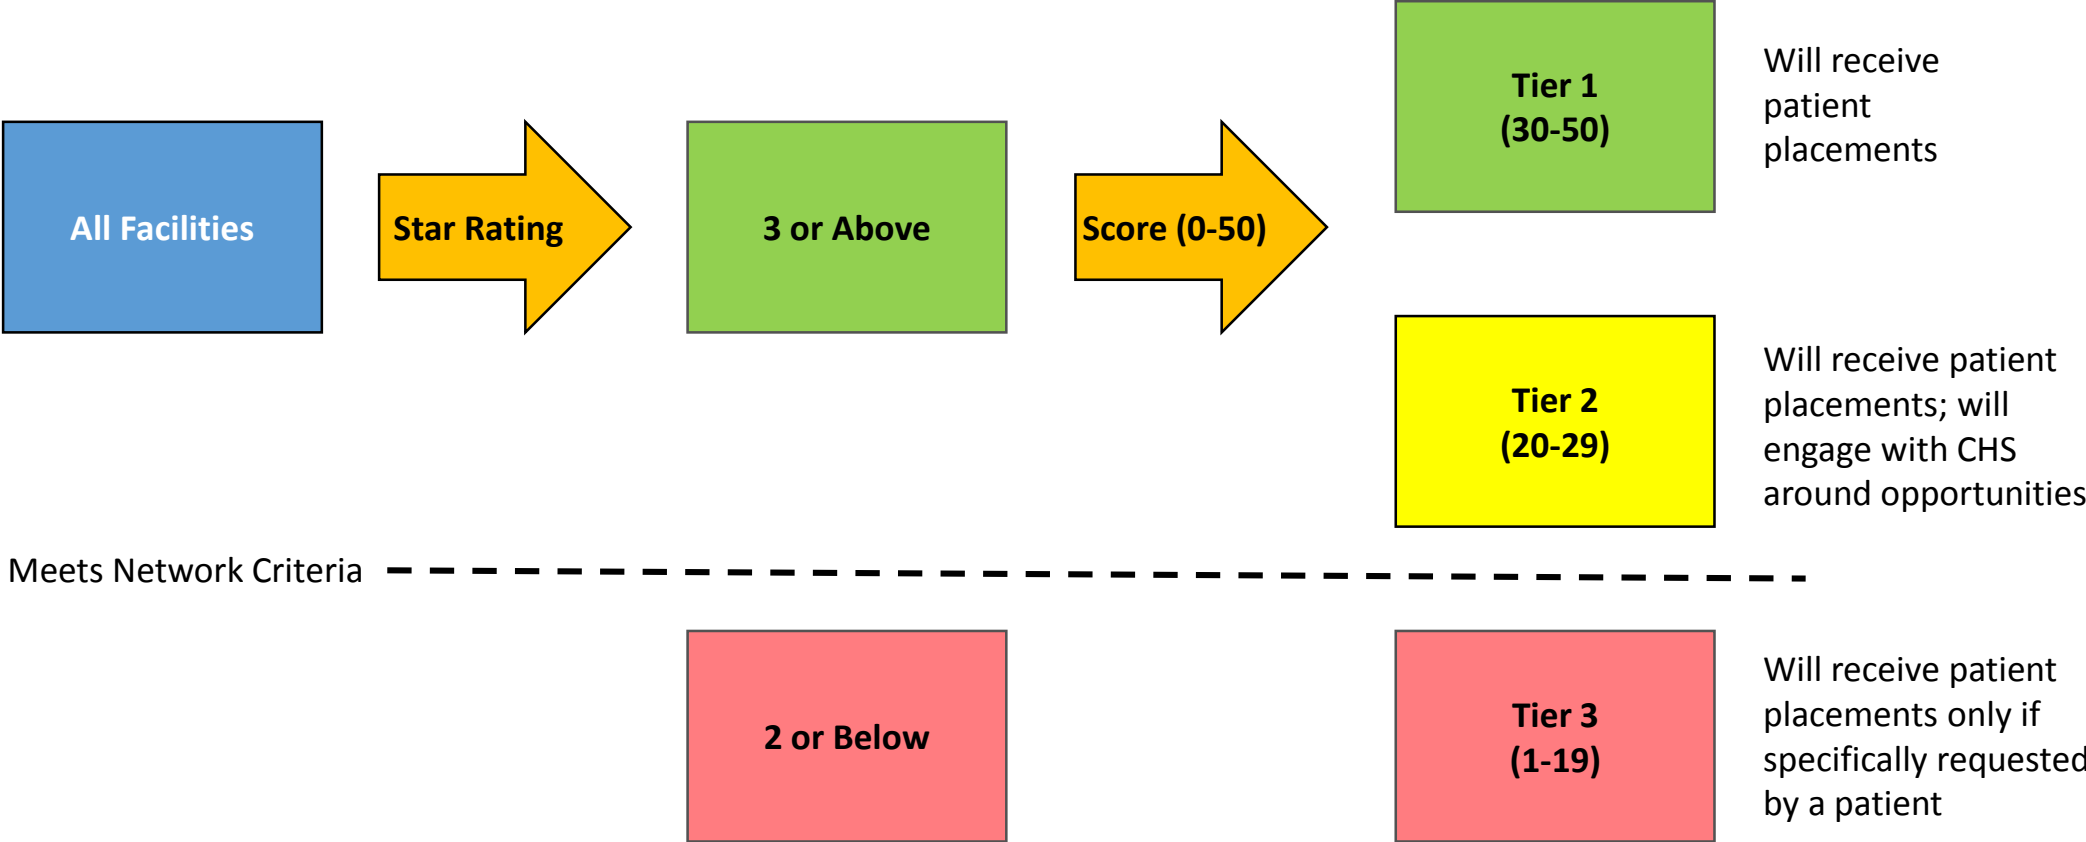 All Facilities
Star Rating
3 or Above
Score (0-50)
Tier 1
(30-50)
Will receive
patient
placements
Tier 2
(20-29)
Will receive patient
placements; will
engage with CHS
around opportunities
Meets Network Criteria
2 or Below
Tier 3
(1-19)
Will receive patient
placements only if
specifically requested
by a patient